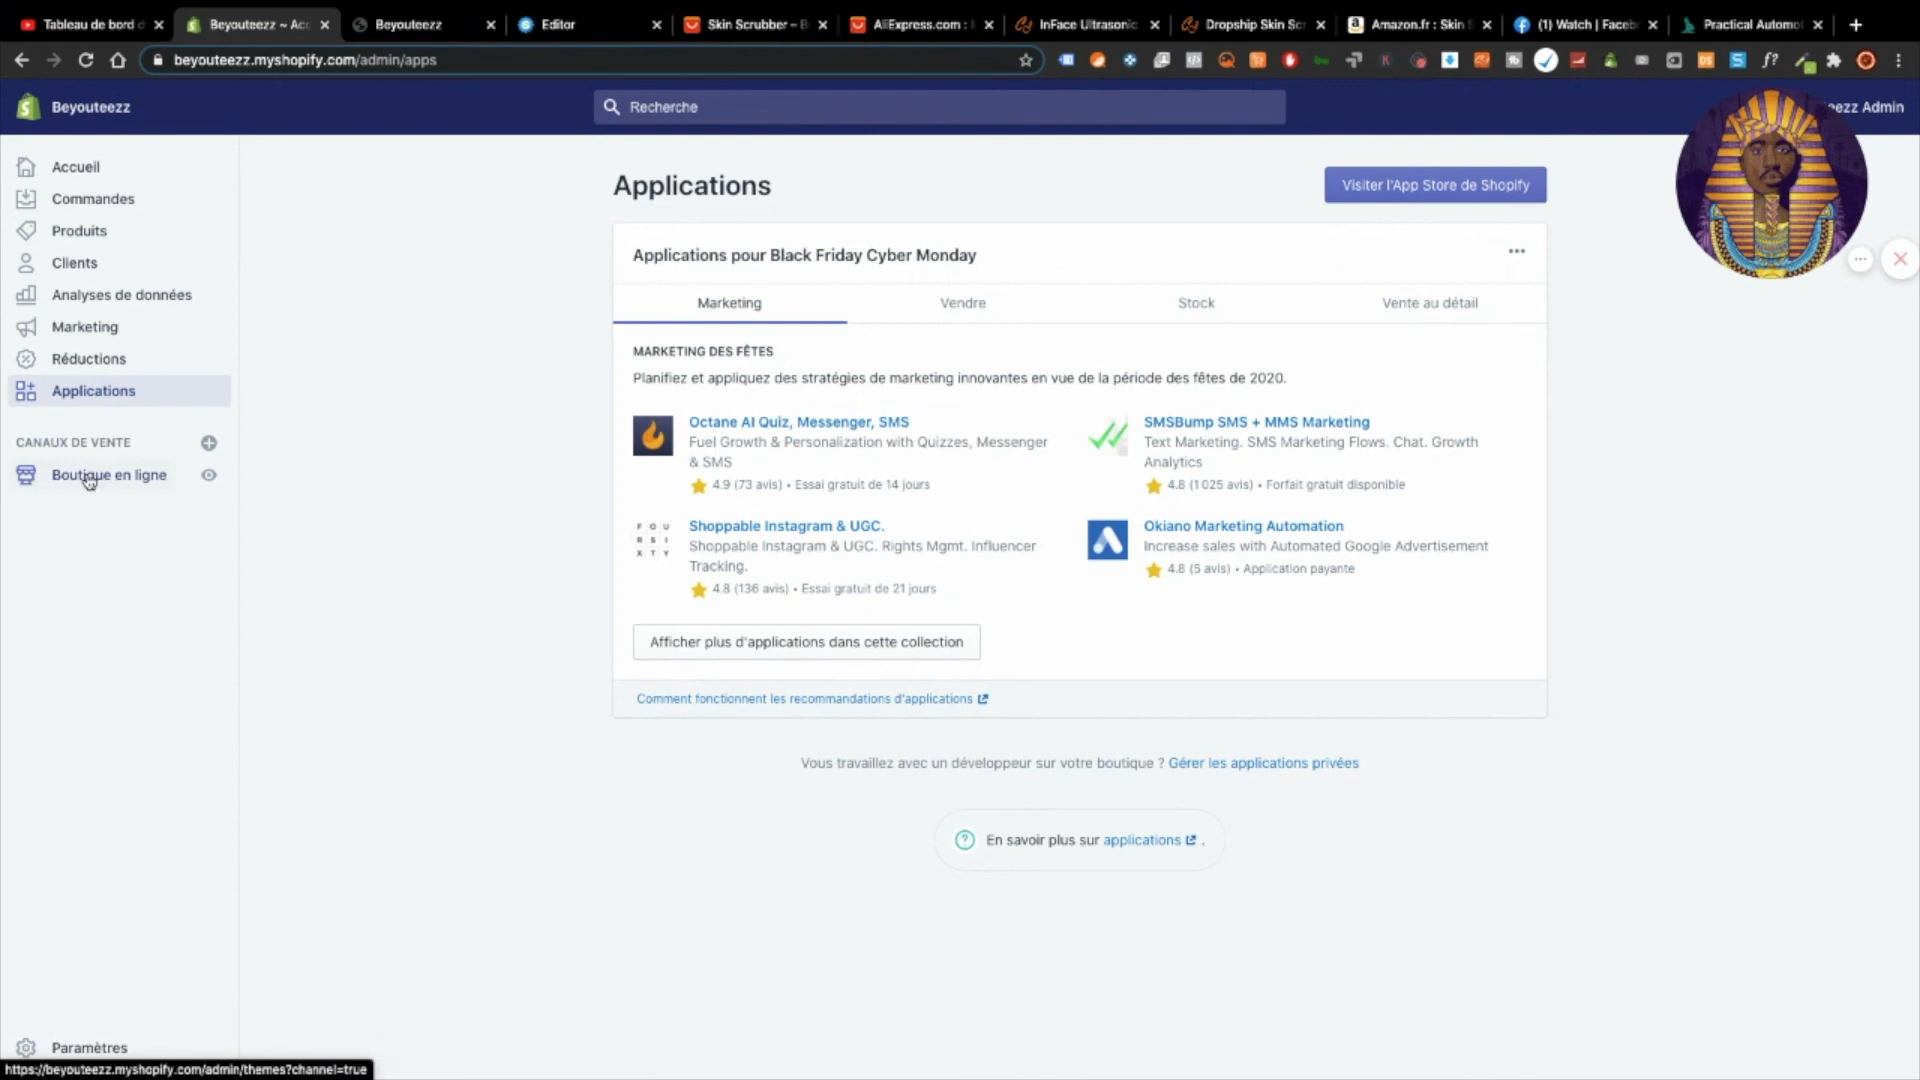 Tableau de bord
Beyouteezz ~ Acc
Beyouteezz
Editor
Skin Scrubber – B
AliExpress.com :
InFace Ultrasonic
Dropship Skin Scr
Amazon.fr : Skin S
(1) Watch | Faceb
Practical Automo
beyouteezz.myshopify.com/admin/apps
Beyouteezz
Recherche
eezz Admin
Accueil
Commandes
Produits
Clients
Analyses de données
Marketing
Réductions
Applications
CANAUX DE VENTE
Boutique en ligne
Paramètres
https://beyouteezz.myshopify.com/admin/themes?channel=true
Applications
Visiter l'App Store de Shopify
Applications pour Black Friday Cyber Monday
Marketing
Vendre
Stock
Vente au détail
MARKETING DES FÊTES
Planifiez et appliquez des stratégies de marketing innovantes en vue de la période des fêtes de 2020.
Octane AI Quiz, Messenger, SMS
Fuel Growth & Personalization with Quizzes, Messenger
& SMS
4.9 (73 avis) • Essai gratuit de 14 jours
SMSBump SMS + MMS Marketing
Text Marketing. SMS Marketing Flows. Chat. Growth
Analytics
4.8 (1 025 avis) • Forfait gratuit disponible
FOU
RSI
XTY
Shoppable Instagram & UGC.
Shoppable Instagram & UGC. Rights Mgmt. Influencer
Tracking.
4.8 (136 avis) • Essai gratuit de 21 jours
Okiano Marketing Automation
Increase sales with Automated Google Advertisement
4.8 (5 avis) • Application payante
Afficher plus d'applications dans cette collection
Comment fonctionnent les recommandations d'applications
Vous travaillez avec un développeur sur votre boutique ? Gérer les applications privées
En savoir plus sur applications .